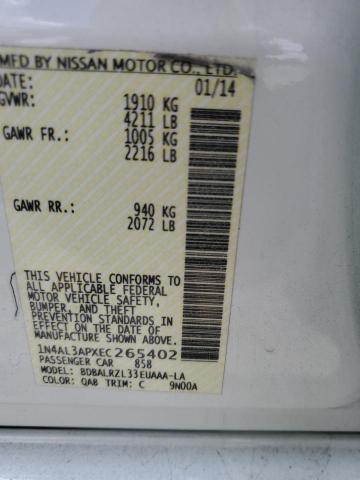 MFD BY NISSAN MOTOR CO., LTD.
DATE: 01/14
GVWR: 1910 KG
4211 LB
GAWR FR.: 1005 KG
2216 LB
GAWR RR.: 940 KG
2072 LB
THIS VEHICLE CONFORMS TO
ALL APPLICABLE FEDERAL
MOTOR VEHICLE SAFETY,
BUMPER, AND THEFT
PREVENTION STANDARDS IN
EFFECT ON THE DATE OF
MANUFACTURE SHOWN ABOVE.
1N4AL3APXEC265402
PASSENGER CAR 858
MODEL: BDBALRZL33EUAAA-LA
COLOR: QAB TRIM: C 9N00A